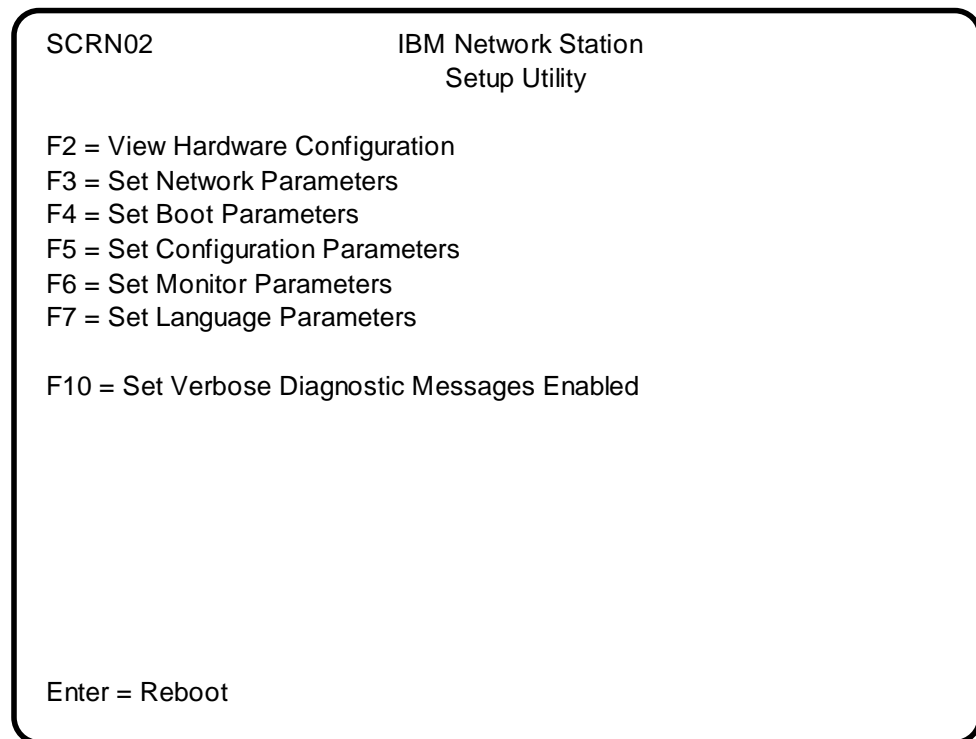 SCRN02 IBM Network Station
Setup Utility
F2 = View Hardware Configuration
F3 = Set Network Parameters
F4 = Set Boot Parameters
F5 = Set Configuration Parameters
F6 = Set Monitor Parameters
F7 = Set Language Parameters
F10 = Set Verbose Diagnostic Messages Enabled
Enter = Reboot